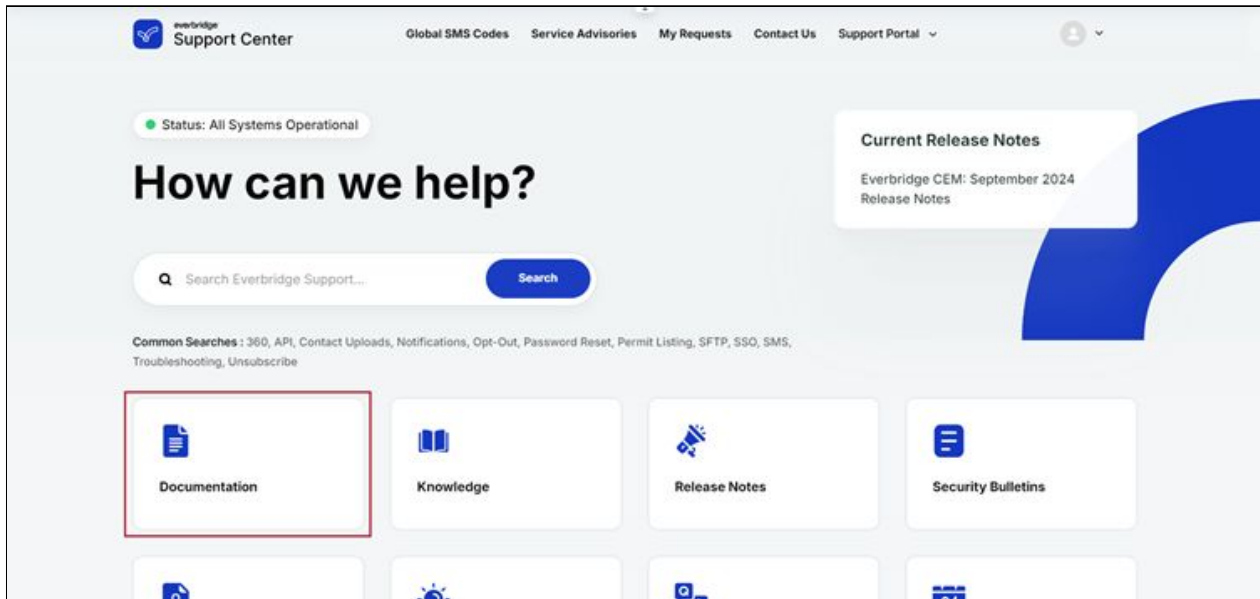 everbridge
Support Center
Global SMS Codes Service Advisories My Requests Contact Us Support Portal
Status: All Systems Operational
How can we help?
Current Release Notes
Everbridge CEM: September 2024
Release Notes
Search Everbridge Support...
Search
Common Searches : 360, API, Contact Uploads, Notifications, Opt-Out, Password Reset, Permit Listing, SFTP, SSO, SMS,
Troubleshooting, Unsubscribe
Documentation
Knowledge
Release Notes
Security Bulletins